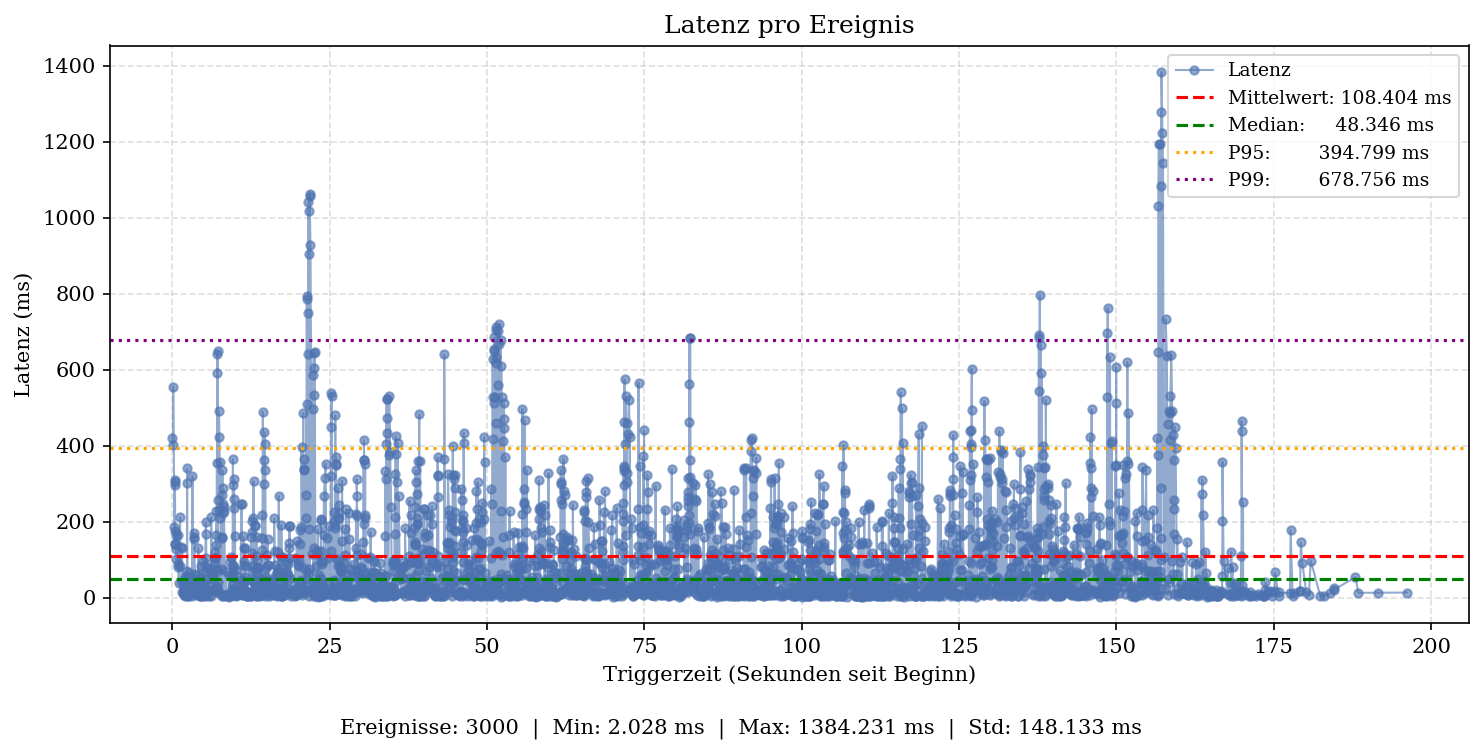 Latenz pro Ereignis
Latenz (ms)
1400
1200
1000
800
600
400
200
0
Latenz
Mittelwert: 108.404 ms
Median: 48.346 ms
P95: 394.799 ms
P99: 678.756 ms
0 25 50 75 100 125 150 175 200
Triggerzeit (Sekunden seit Beginn)
Ereignisse: 3000 | Min: 2.028 ms | Max: 1384.231 ms | Std: 148.133 ms